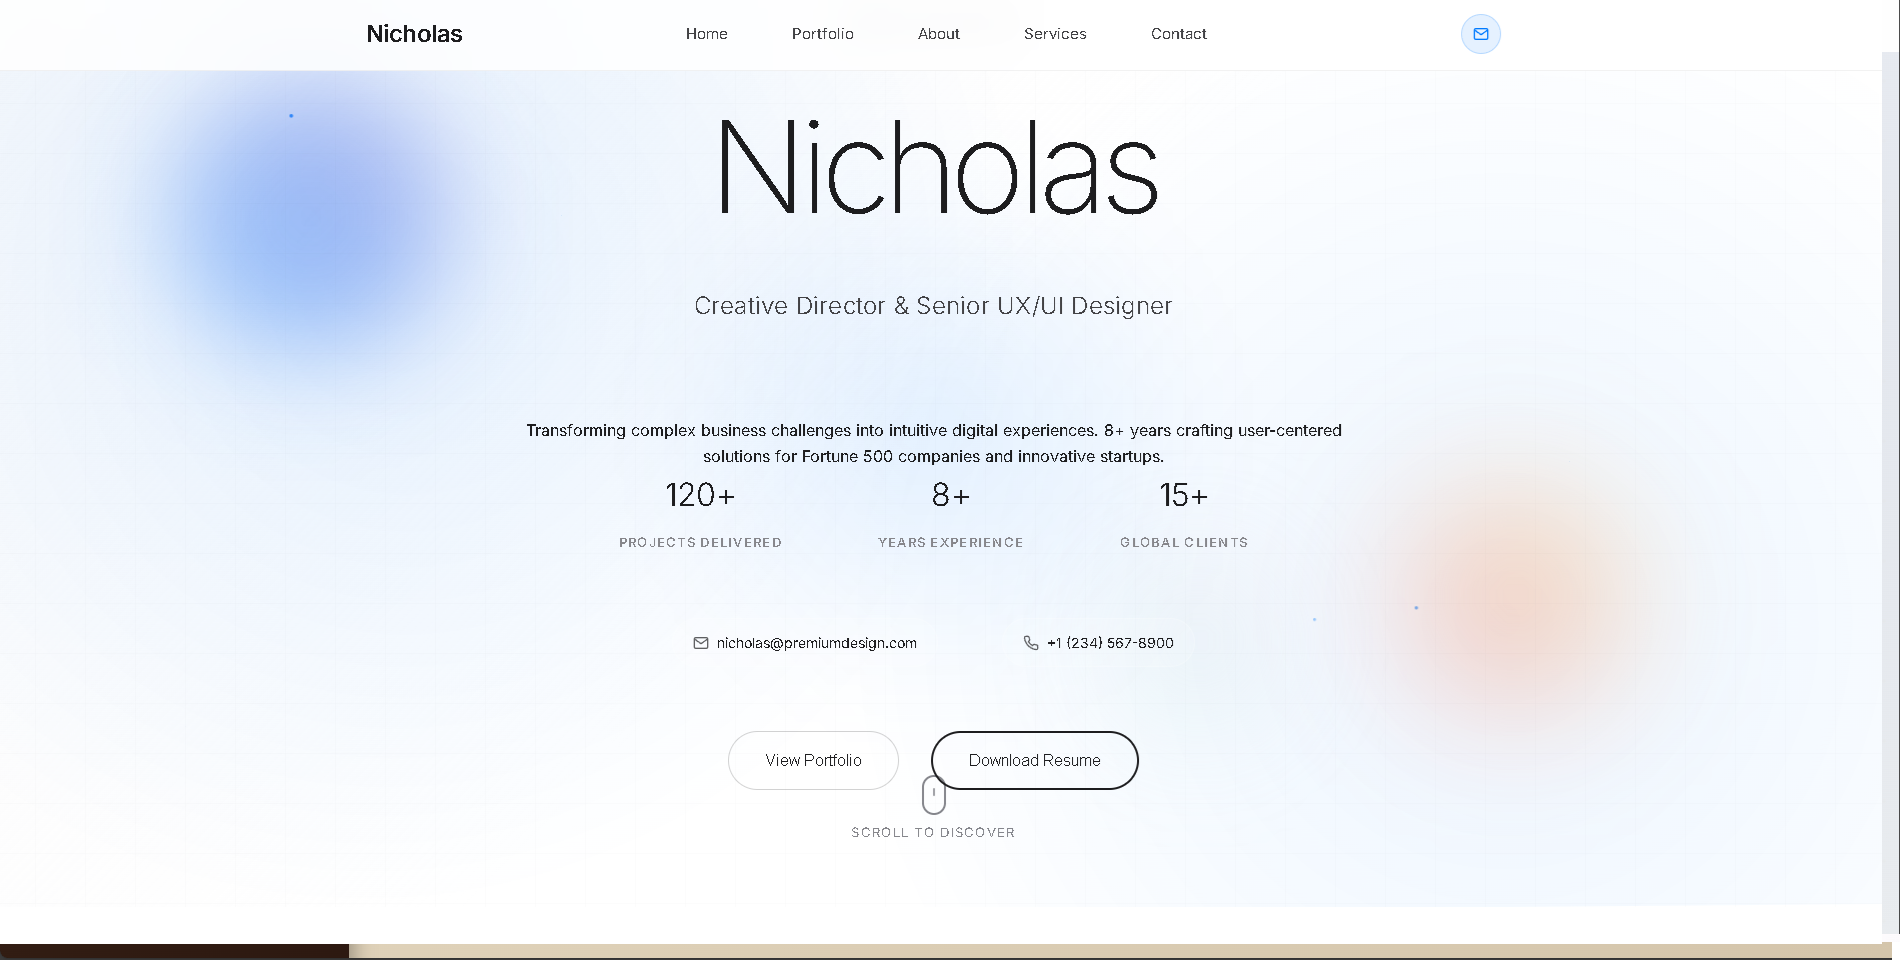 Nicholas
Home Portfolio About Services Contact
Nicholas
Creative Director & Senior UX/UI Designer
Transforming complex business challenges into intuitive digital experiences. 8+ years crafting user-centered
solutions for Fortune 500 companies and innovative startups.
120+ 8+ 15+
PROJECTS DELIVERED YEARS EXPERIENCE GLOBAL CLIENTS
nicholas@premiumdesign.com +1 (234) 567-8900
View Portfolio Download Resume
SCROLL TO DISCOVER